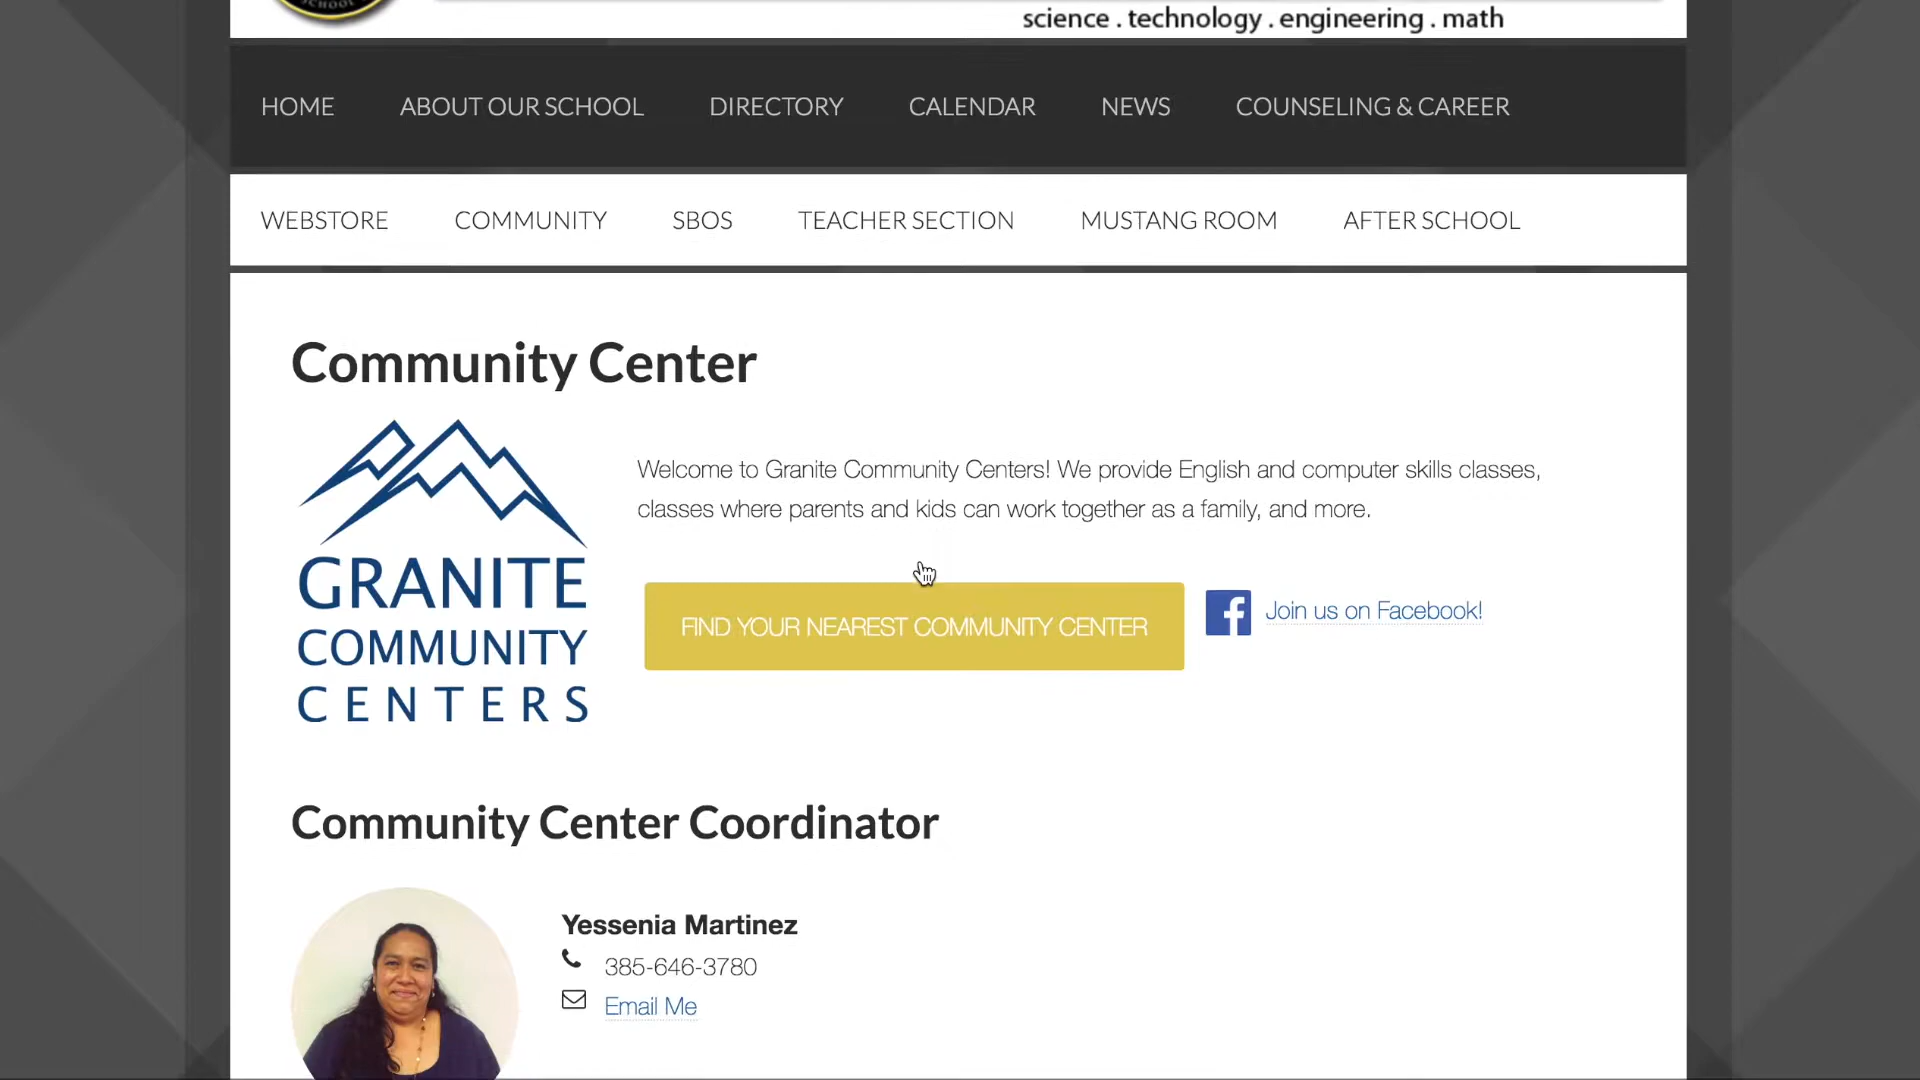 SCHOOL
science . technology . engineering . math
HOME ABOUT OUR SCHOOL DIRECTORY CALENDAR NEWS COUNSELING & CAREER
WEBSTORE COMMUNITY SBOS TEACHER SECTION MUSTANG ROOM AFTER SCHOOL
Community Center
GRANITE
COMMUNITY
CENTERS
Welcome to Granite Community Centers! We provide English and computer skills classes,
classes where parents and kids can work together as a family, and more.
FIND YOUR NEAREST COMMUNITY CENTER
Join us on Facebook!
Community Center Coordinator
Yessenia Martinez
385-646-3780
Email Me